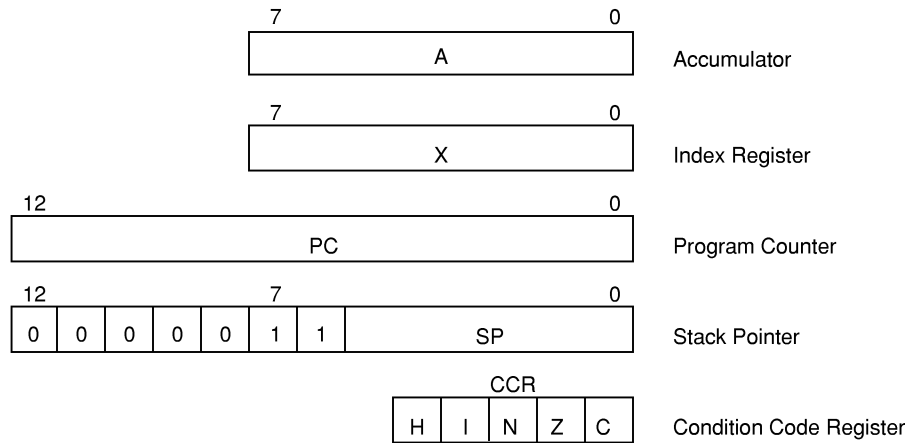 7 0
A Accumulator
7 0
X Index Register
12 0
PC Program Counter
12 7 0
0 0 0 0 0 1 1 SP Stack Pointer
CCR
H I N Z C Condition Code Register